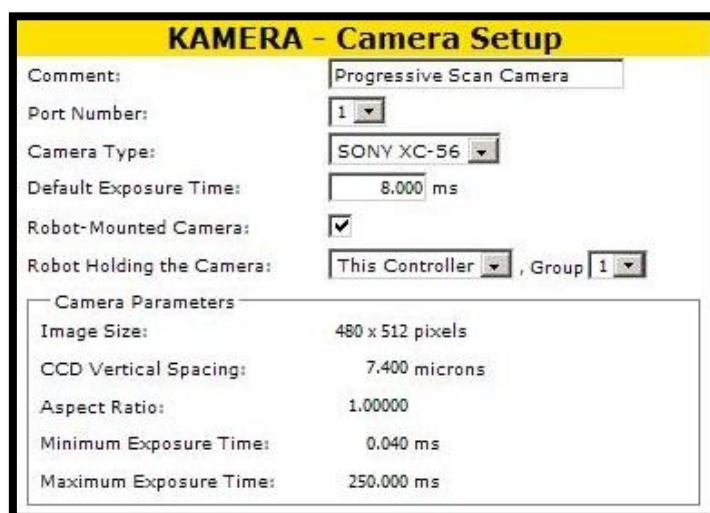 KAMERA - Camera Setup
Comment: Progressive Scan Camera
Port Number: 1
Camera Type: SONY XC-56
Default Exposure Time: 8.000 ms
Robot-Mounted Camera:
Robot Holding the Camera: This Controller , Group 1
Camera Parameters
Image Size: 480 x 512 pixels
CCD Vertical Spacing: 7.400 microns
Aspect Ratio: 1.00000
Minimum Exposure Time: 0.040 ms
Maximum Exposure Time: 250.000 ms